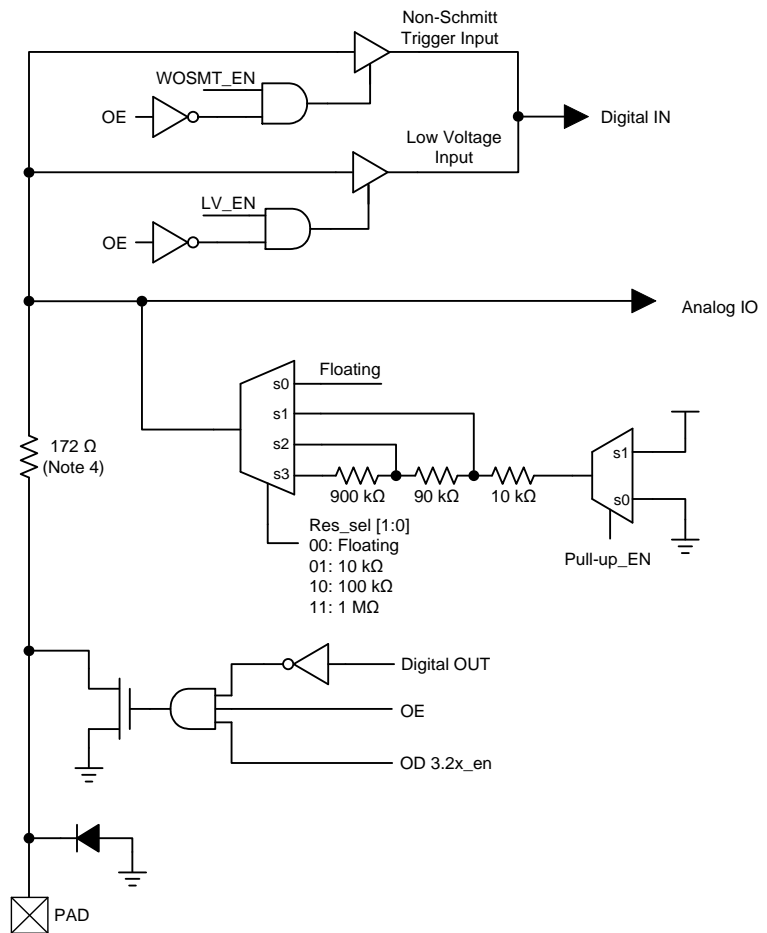 Non-Schmitt
Trigger Input
WOSMT_EN
OE
Digital IN
Low Voltage
Input
LV_EN
OE
Analog IO
Floating
s0
s1
s2
s3
172 Ω
(Note 4)
900 kΩ
90 kΩ
10 kΩ
s1
s0
Res_sel [1:0]
00: Floating
01: 10 kΩ
10: 100 kΩ
11: 1 MΩ
Pull-up_EN
Digital OUT
OE
OD 3.2x_en
PAD